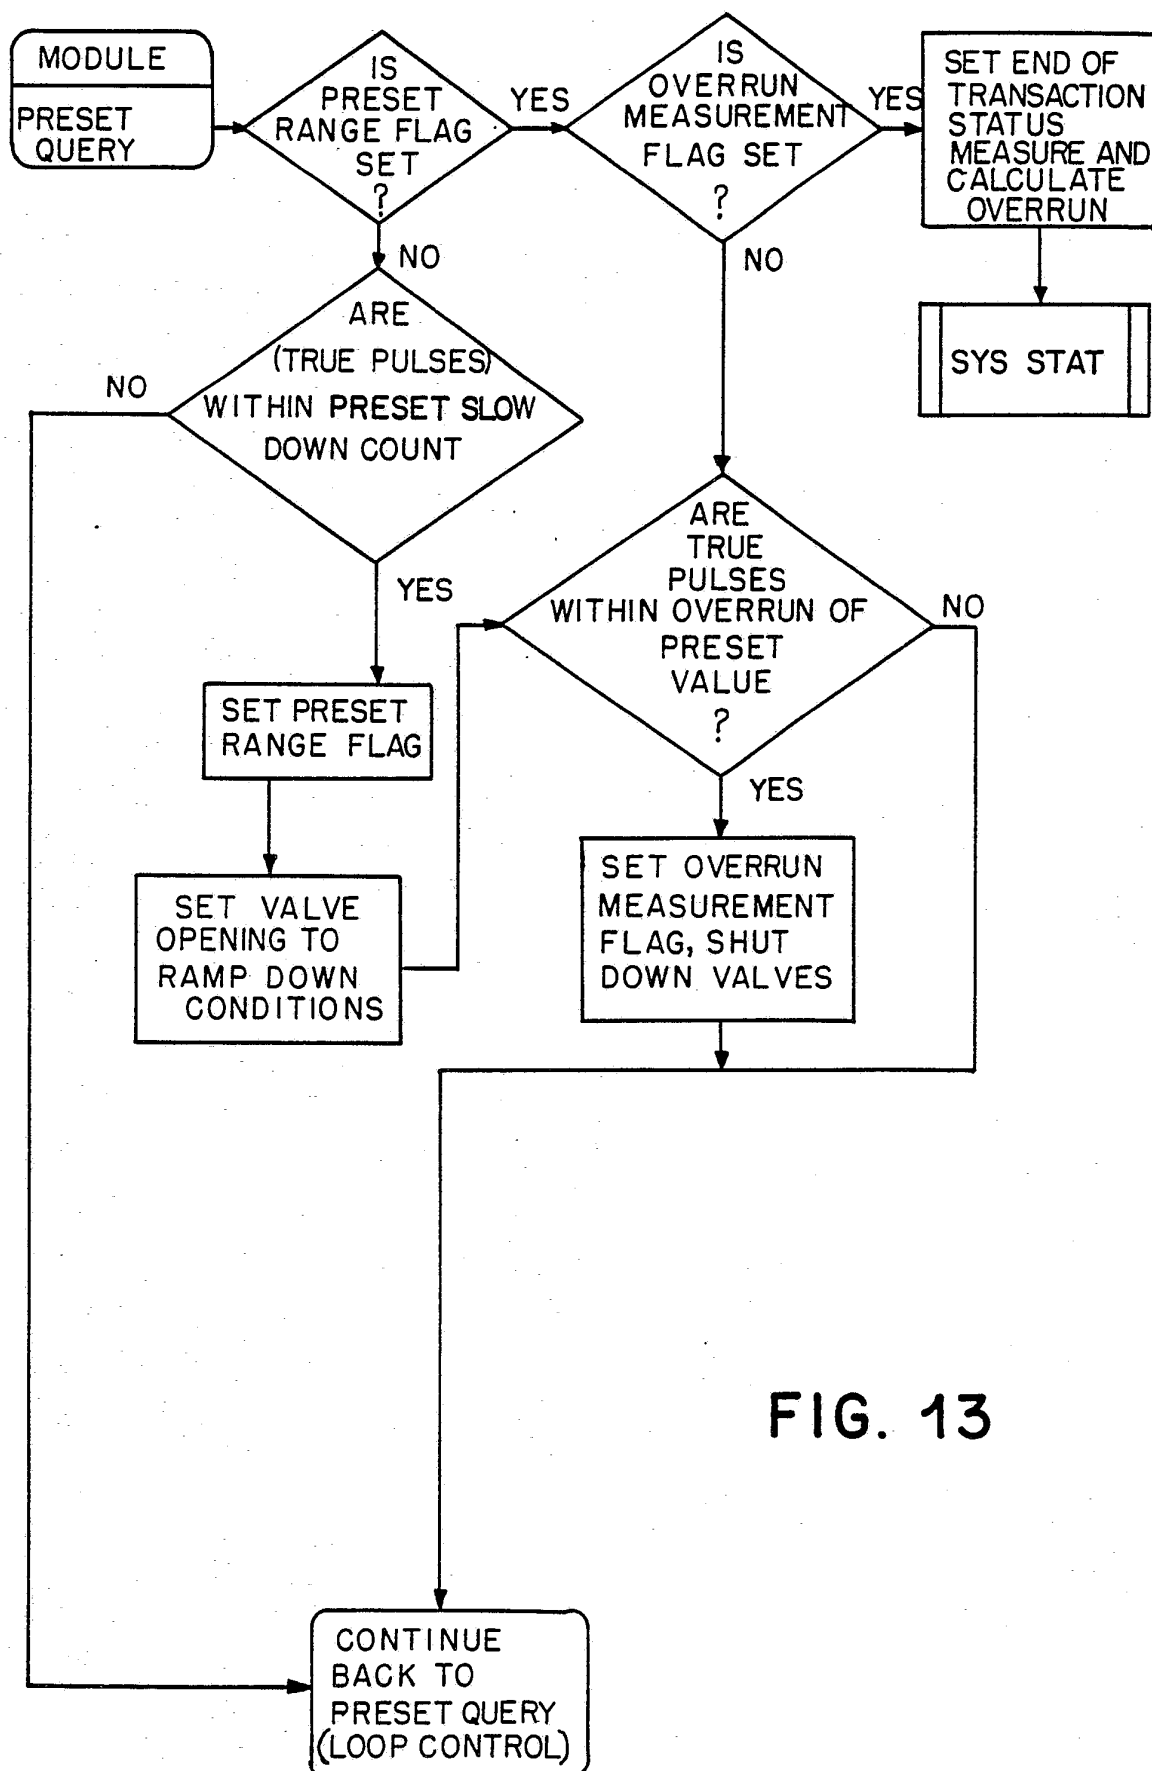 MODULE
PRESET
QUERY
IS
PRESET
RANGE FLAG
SET
?
YES
NO
IS
OVERRUN
MEASUREMENT
FLAG SET
?
YES
NO
SET END OF
TRANSACTION
STATUS
MEASURE AND
CALCULATE
OVERRUN
SYS STAT
ARE
(TRUE PULSES)
WITHIN PRESET SLOW
DOWN COUNT
NO
YES
SET PRESET
RANGE FLAG
SET VALVE
OPENING TO
RAMP DOWN
CONDITIONS
ARE
TRUE
PULSES
WITHIN OVERRUN OF
PRESET
VALUE
?
NO
YES
SET OVERRUN
MEASUREMENT
FLAG, SHUT
DOWN VALVES
CONTINUE
BACK TO
PRESET QUERY
(LOOP CONTROL)
FIG. 13